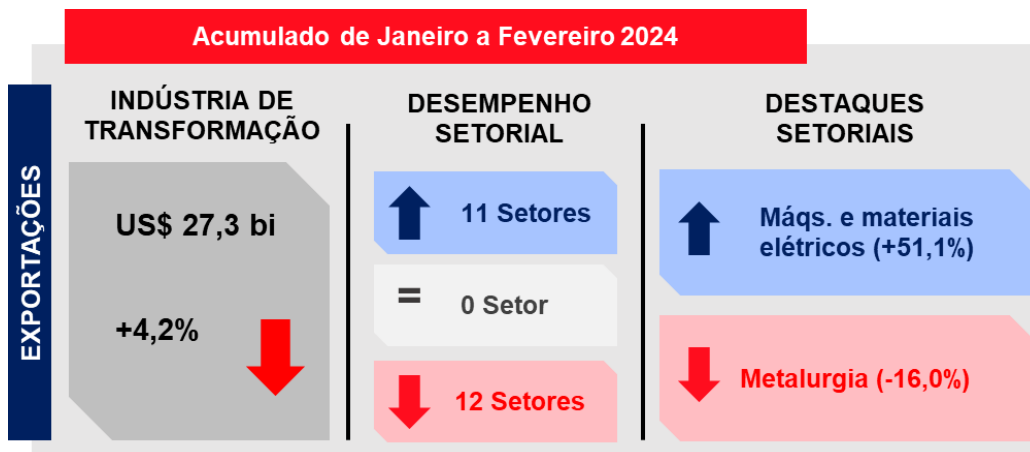 Acumulado de Janeiro a Fevereiro 2024
EXPORTAÇÕES
INDÚSTRIA DE
TRANSFORMAÇÃO
US$ 27,3 bi
+4,2%
DESEMPENHO
SETORIAL
11 Setores
=
0 Setor
12 Setores
DESTAQUES
SETORIAIS
Máqs. e materiais
elétricos (+51,1%)
Metalurgia (-16,0%)